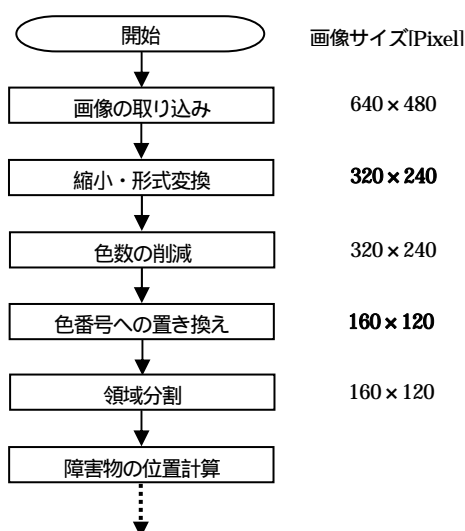 開始 画像サイズ[Pixel]
画像の取り込み 640×480
縮小・形式変換 320×240
色数の削減 320×240
色番号への置き換え 160×120
領域分割 160×120
障害物の位置計算